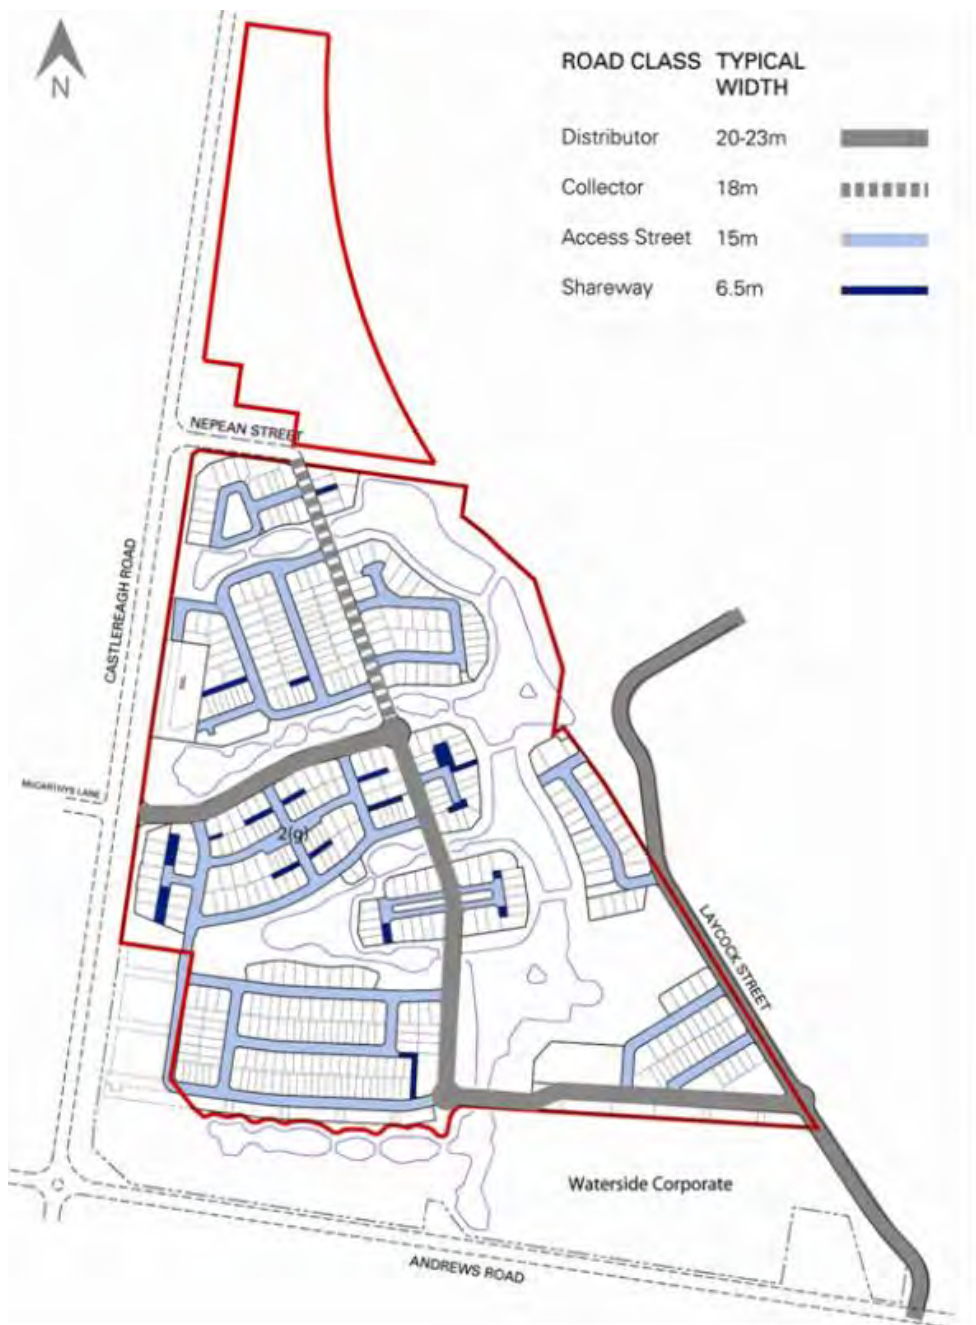 N
ROAD CLASS TYPICAL
WIDTH
Distributor 20-23m
Collector 18m
Access Street 15m
Shareway 6.5m
NEPEAN STREET
CASTLEREAGH ROAD
McCARTHYS LANE
2(g)
LAYCOCK STREET
Waterside Corporate
ANDREWS ROAD